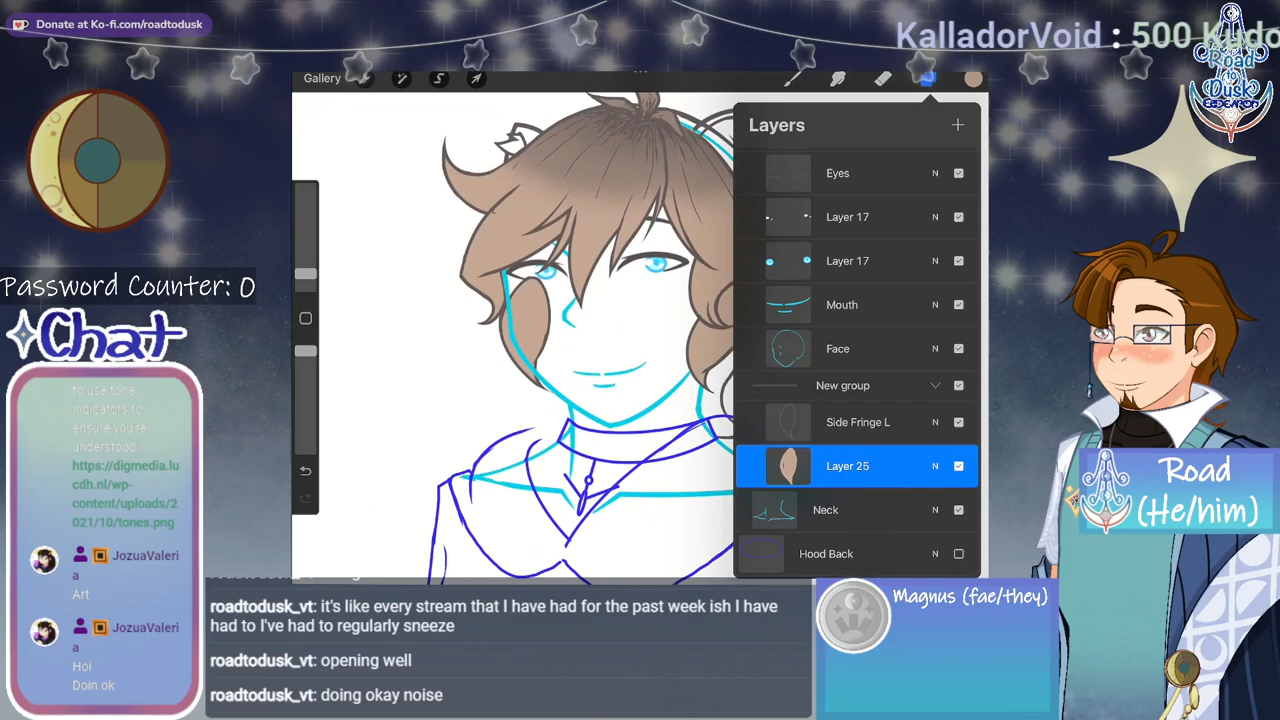 Donate at Ko-fi.com/roadtodusk
KalladorVoid : 500 Kudo
Road
to
Dusk
Gallery
Layers
Eyes N
Layer 17 N
Layer 17 N
Mouth N
Face N
New group
Side Fringe L N
Layer 25 N
Neck N
Hood Back N
Password Counter: 0
Chat
to use tone
indicators to
ensure you're
understood
https://digmedia.lu
cdh.nl/wp-
content/uploads/2
021/10/tones.png
JozuaValeri
a
Art
JozuaValeri
a
Hoi
Doin ok
roadtodusk_vt: it's like every stream that I have had for the past week ish I have
had to I've had to regularly sneeze
roadtodusk_vt: opening well
roadtodusk_vt: doing okay noise
Magnus (fae/they)
Road
(He/him)